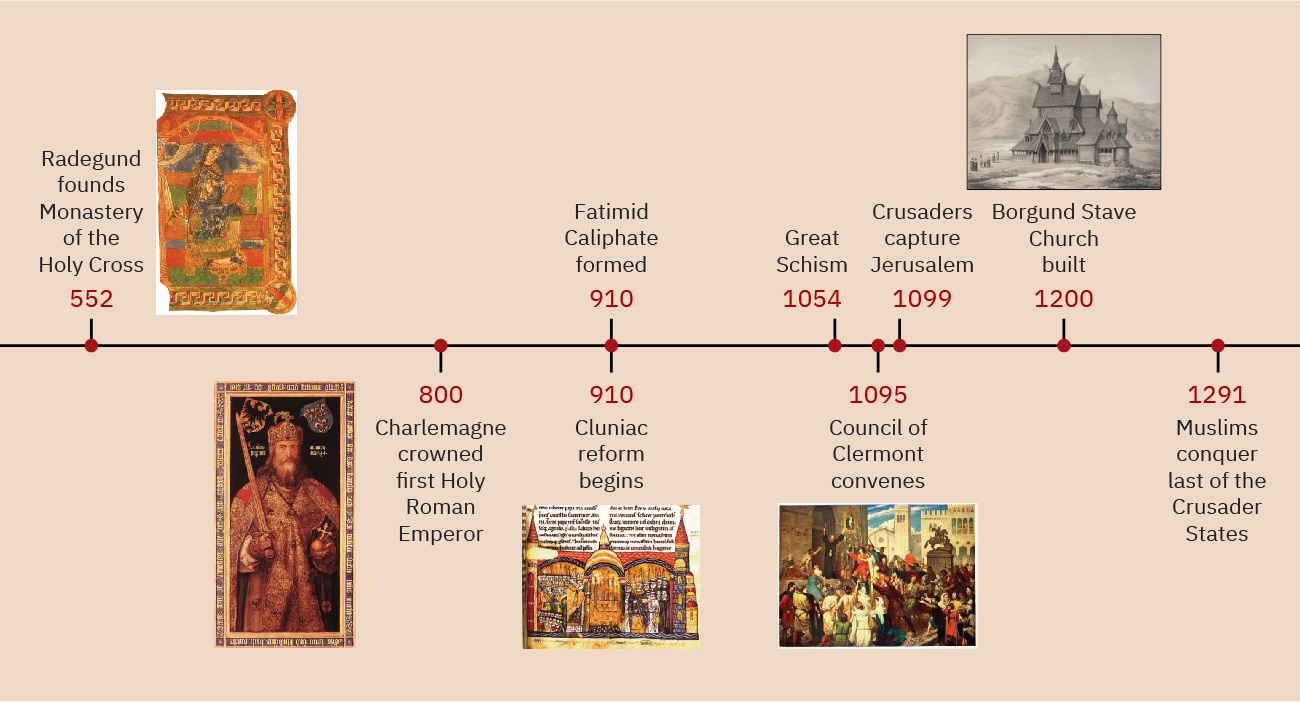 Radegund
founds
Monastery
of the
Holy Cross
552
800
Charlemagne
crowned
first Holy
Roman
Emperor
Fatimid
Caliphate
formed
910
910
Cluniac
reform
begins
Great
Schism
1054
1095
Council of
Clermont
convenes
Crusaders
capture
Jerusalem
1099
Borgund Stave
Church
built
1200
1291
Muslims
conquer
last of the
Crusader
States